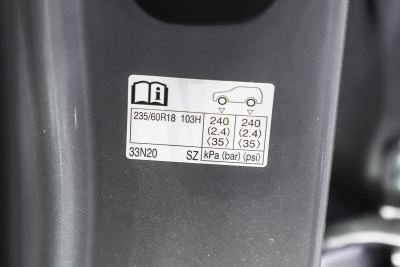 235/60R18 103H 240 240
(2.4) (2.4)
⟨35⟩ ⟨35⟩
33N20 SZ kPa (bar) ⟨psi⟩